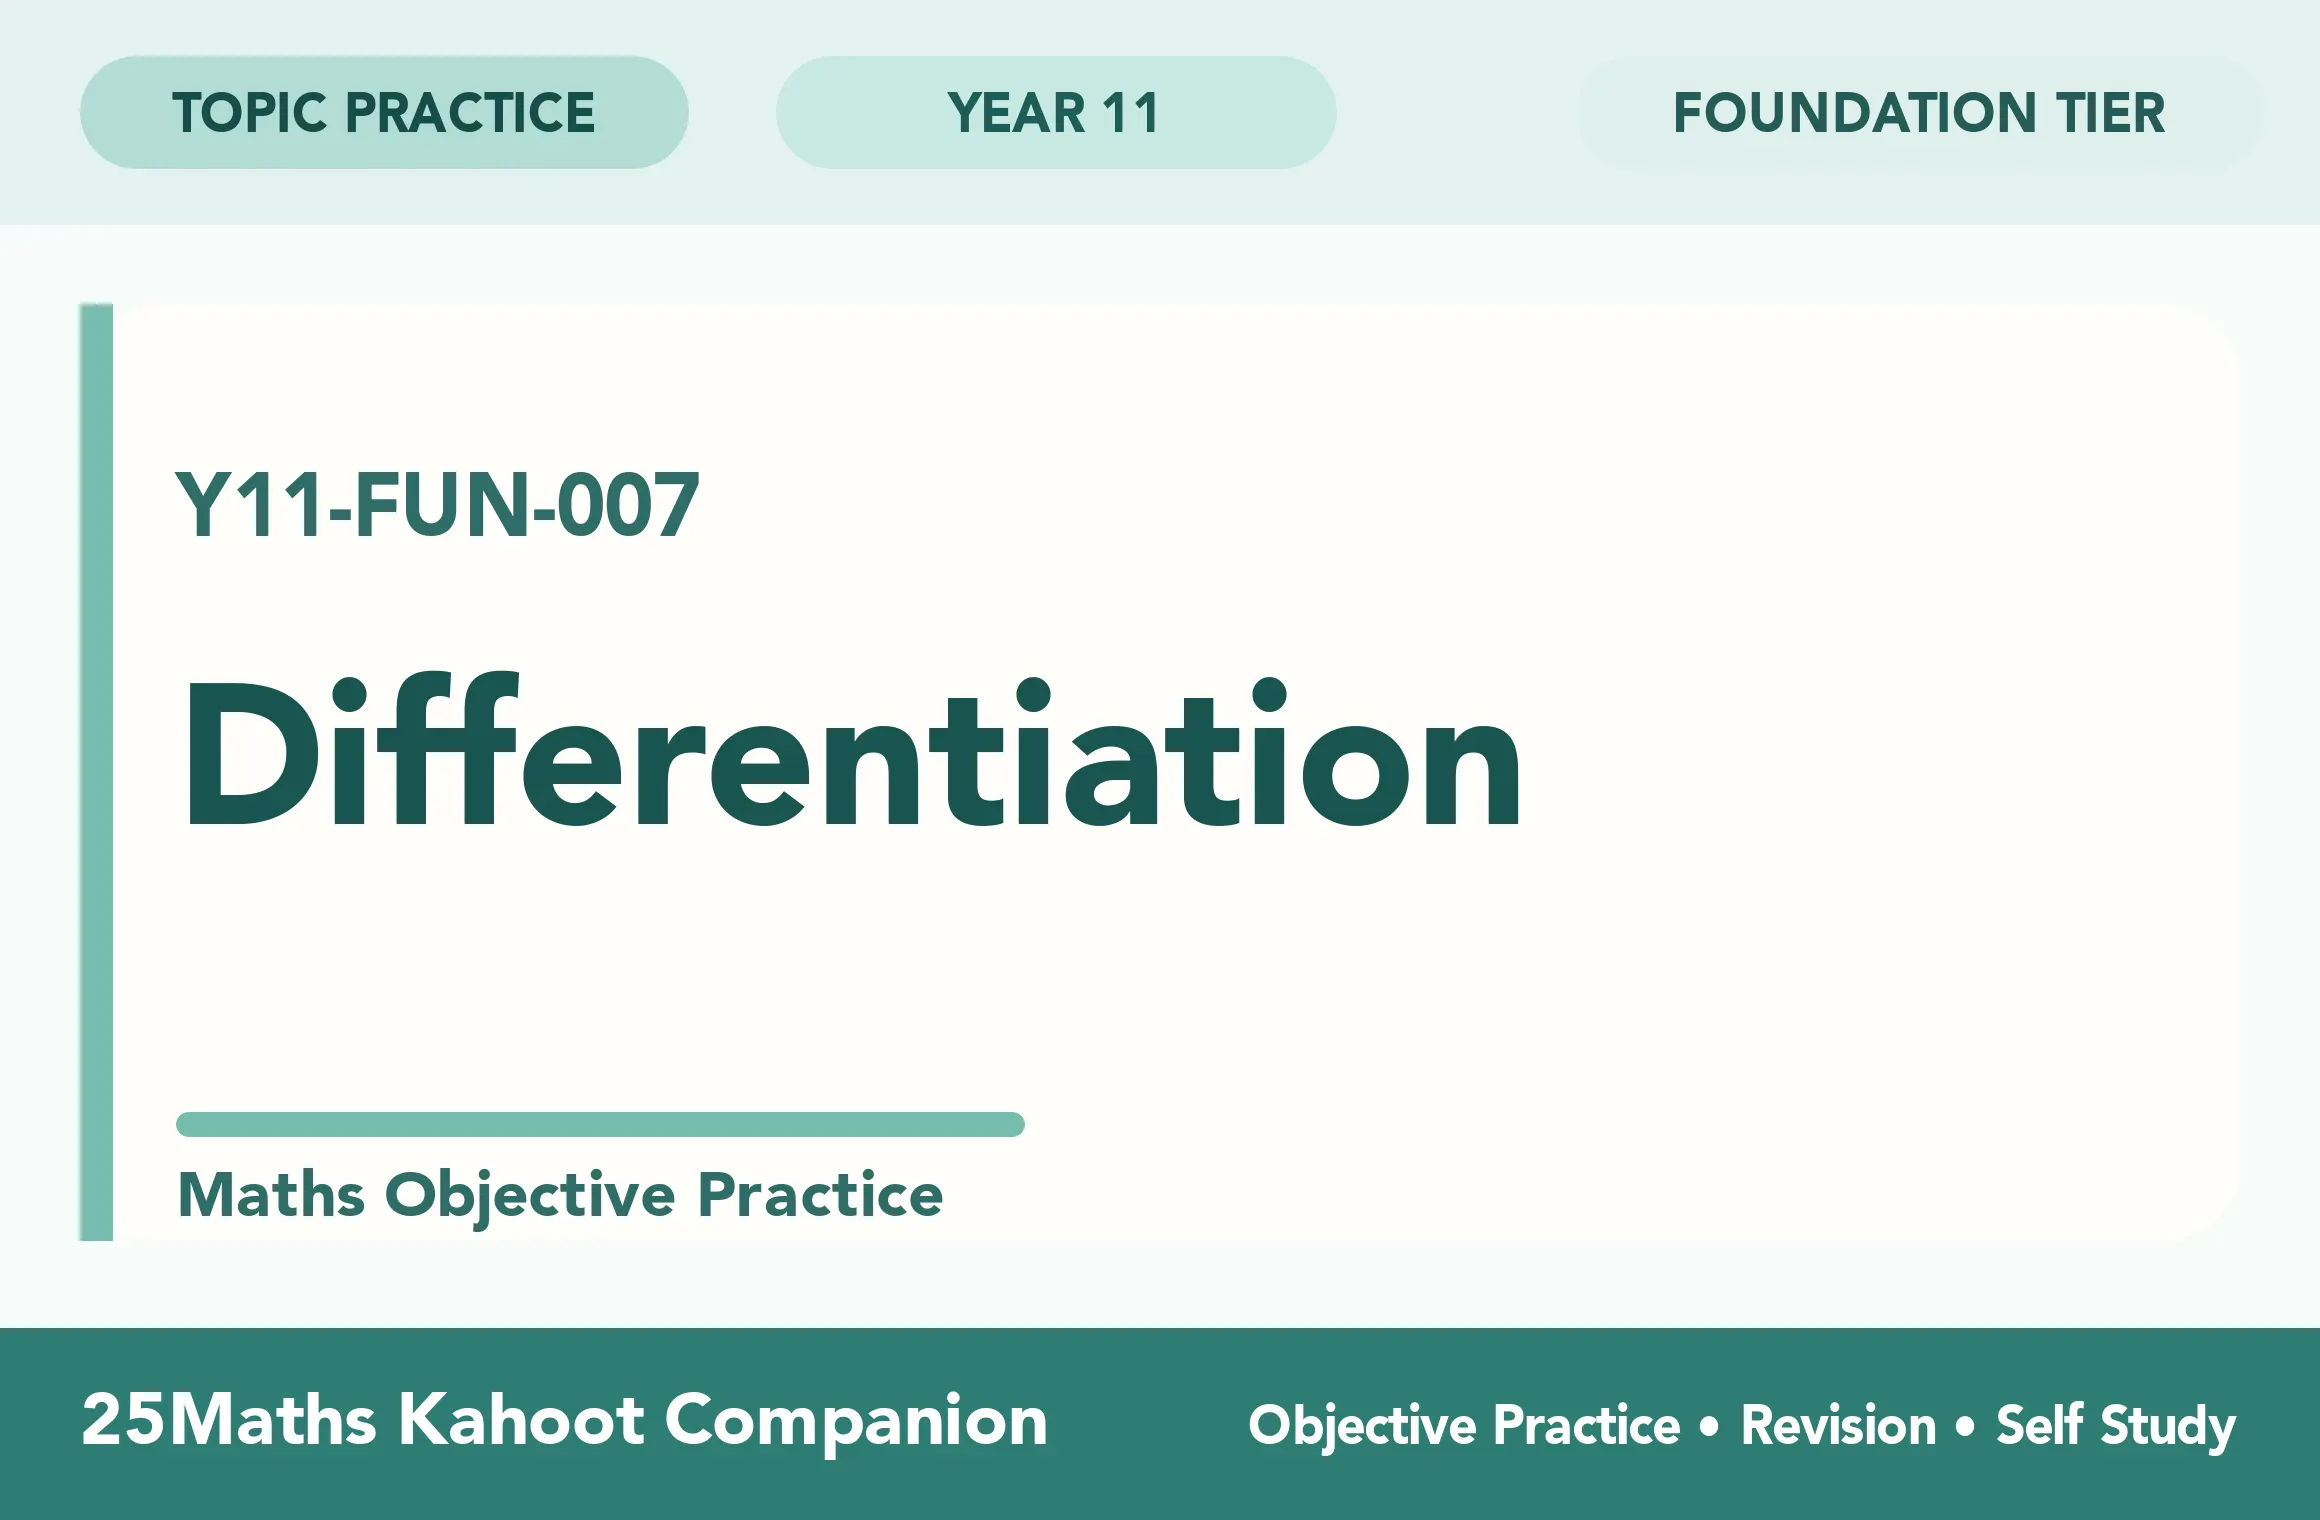 TOPIC PRACTICE
YEAR 11
FOUNDATION TIER
Y11-FUN-007
Differentiation
Maths Objective Practice
25Maths Kahoot Companion
Objective Practice • Revision • Self Study